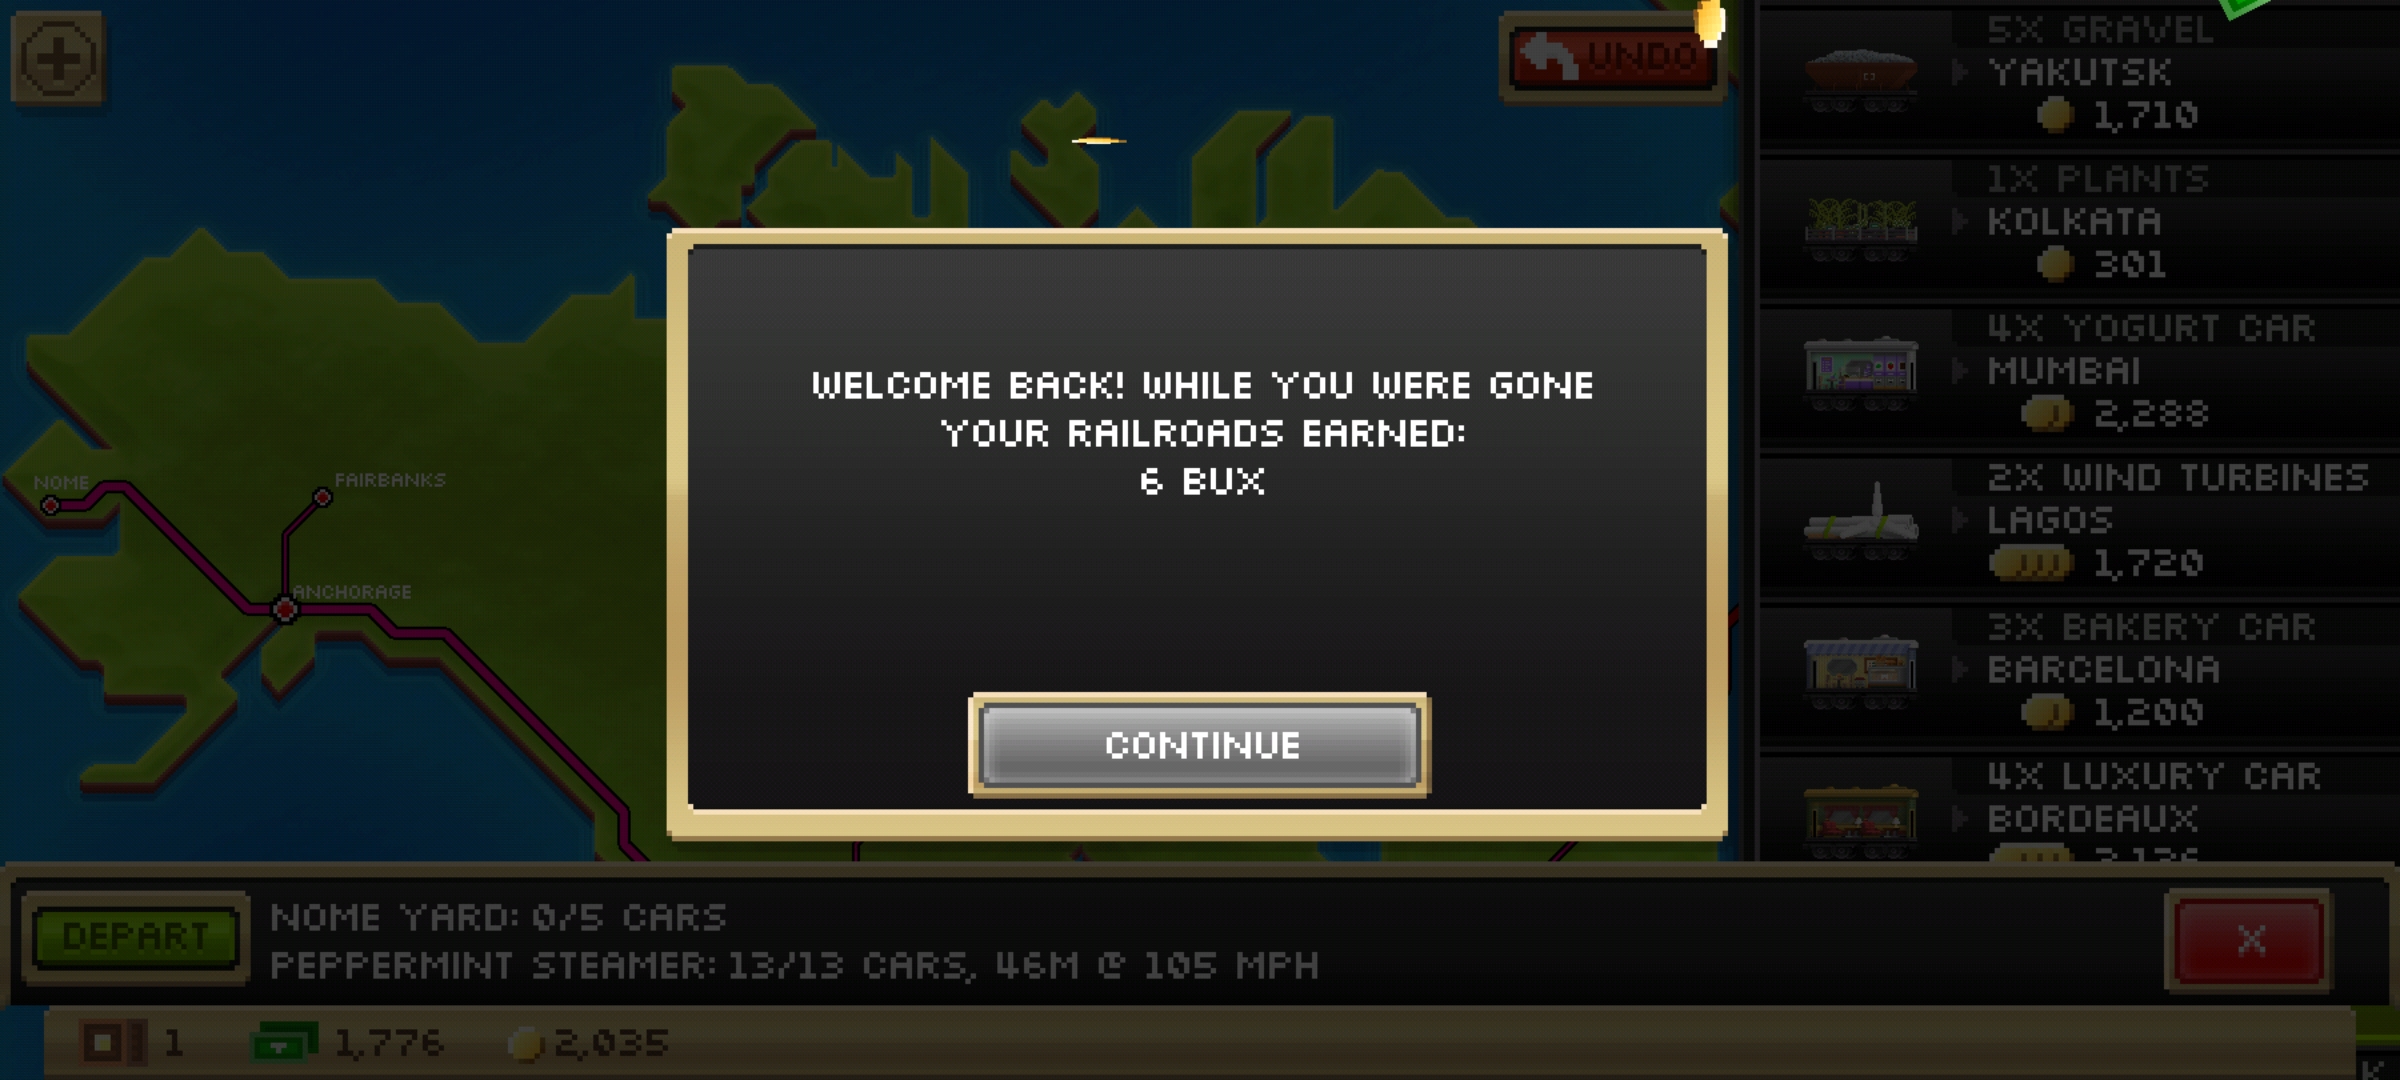 UNDO
5X GRAVEL
YAKUTSK
1,710
1X PLANTS
KOLKATA
301
4X YOGURT CAR
MUMBAI
2,288
2X WIND TURBINES
LAGOS
1,720
3X BAKERY CAR
BARCELONA
1,200
4X LUXURY CAR
BORDEAUX
WELCOME BACK! WHILE YOU WERE GONE
YOUR RAILROADS EARNED:
6 BUX
CONTINUE
NOME
FAIRBANKS
ANCHORAGE
DEPART
NOME YARD: 0/5 CARS
PEPPERMINT STEAMER: 13/13 CARS, 46M @ 105 MPH
X
1
1,776
2,035